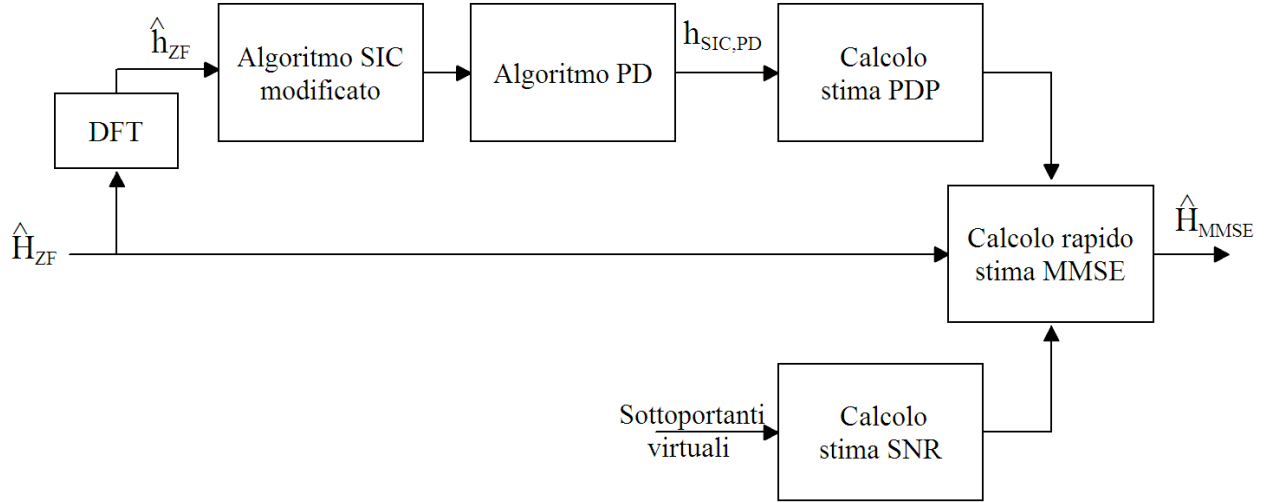 ĥZF
Algoritmo SIC
modificato
Algoritmo PD
hSIC,PD
Calcolo
stima PDP
DFT
ĤZF
Calcolo rapido
stima MMSE
ĤMMSE
Sottoportanti
virtuali
Calcolo
stima SNR